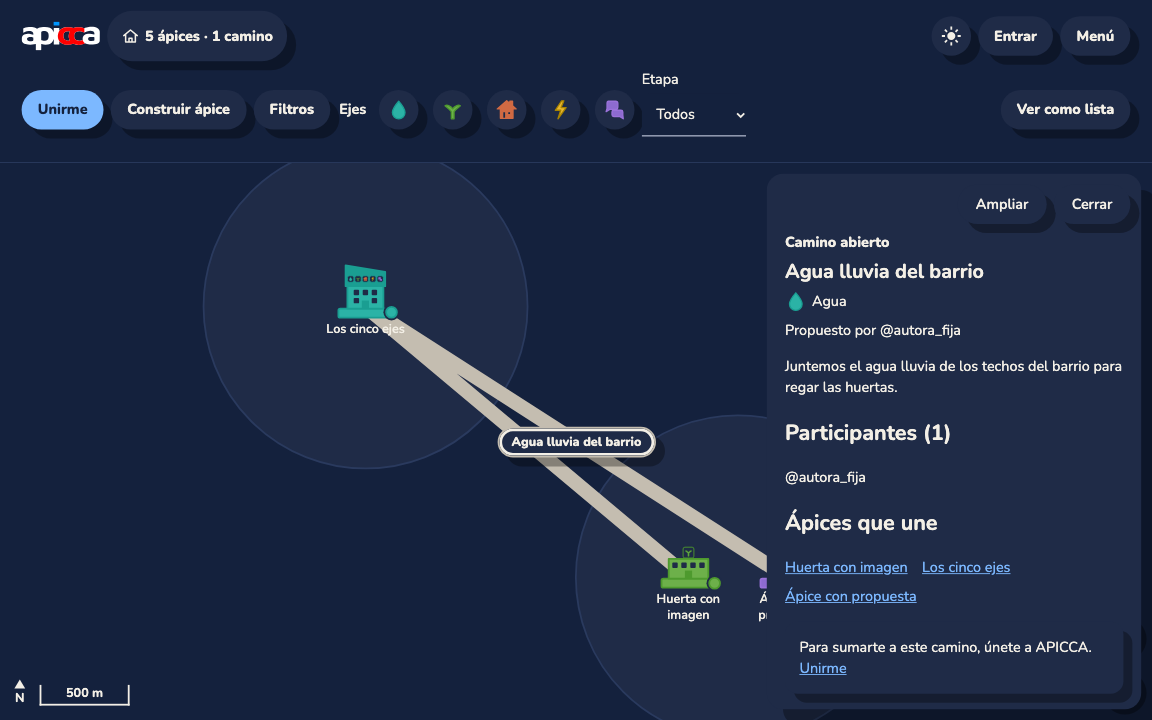 apicca
5 ápices · 1 camino
Entrar
Menú
Unirme
Construir ápice
Filtros
Ejes
Etapa
Todos
Ver como lista
Ampliar
Cerrar
Camino abierto
Agua lluvia del barrio
Agua
Propuesto por @autora_fija
Juntemos el agua lluvia de los techos del barrio para
regar las huertas.
Participantes (1)
@autora_fija
Ápices que une
Huerta con imagen
Los cinco ejes
Ápice con propuesta
Para sumarte a este camino, únete a APICCA.
Unirme
Los cinco ejes
Agua lluvia del barrio
Huerta con
imagen
N
500 m